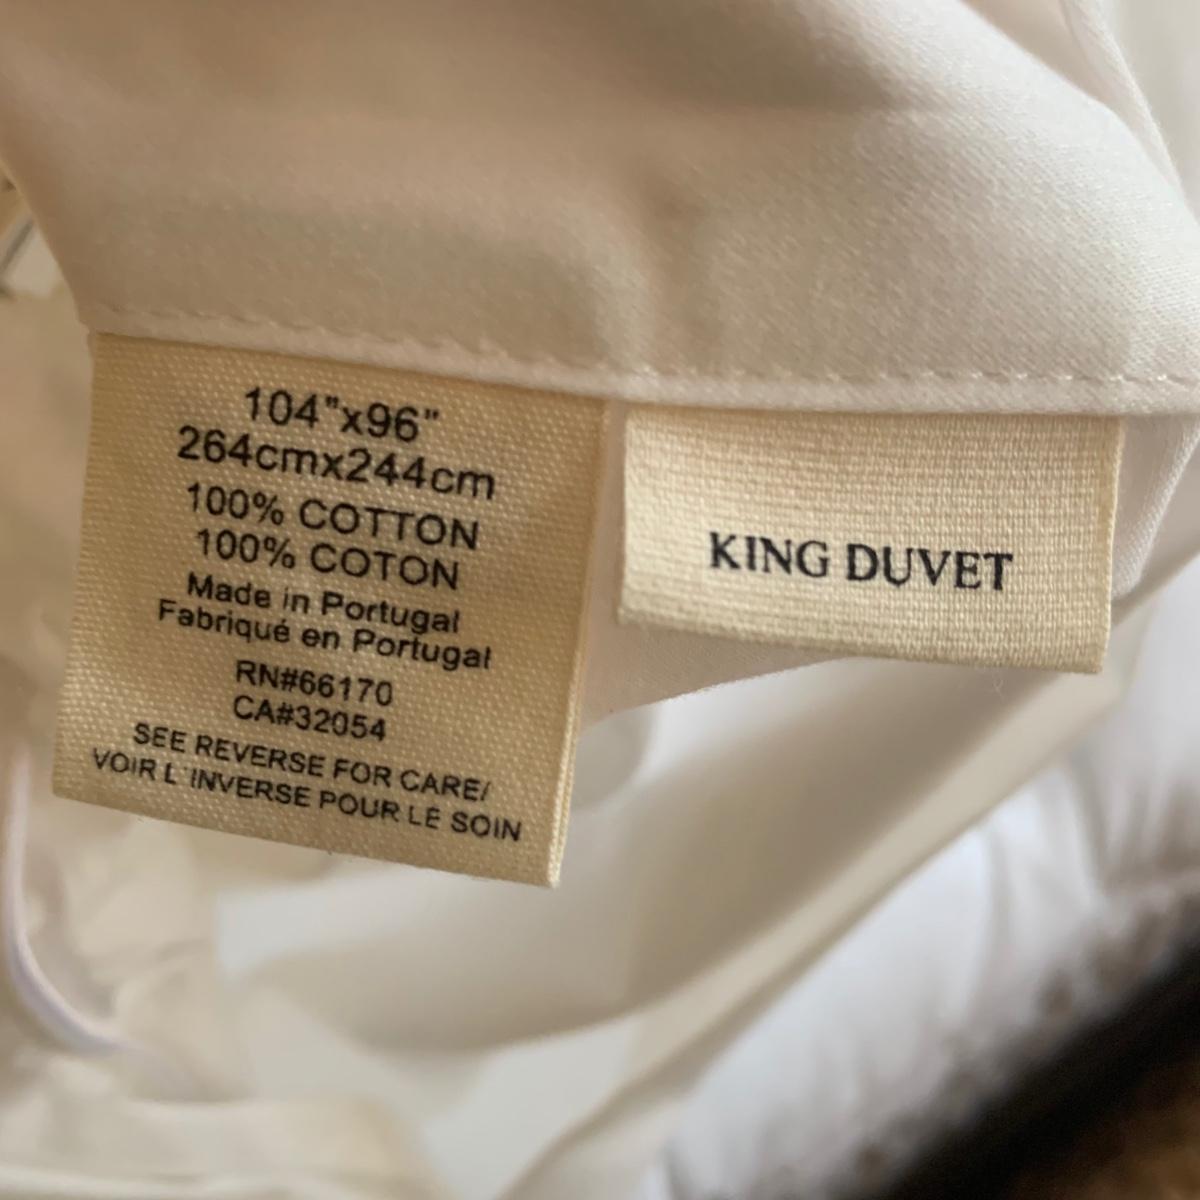 104"x96"
264cmx244cm
100% COTTON
100% COTON
Made in Portugal
Fabriqué en Portugal
RN#66170
CA#32054
SEE REVERSE FOR CARE/
VOIR L'INVERSE POUR LE SOIN
KING DUVET